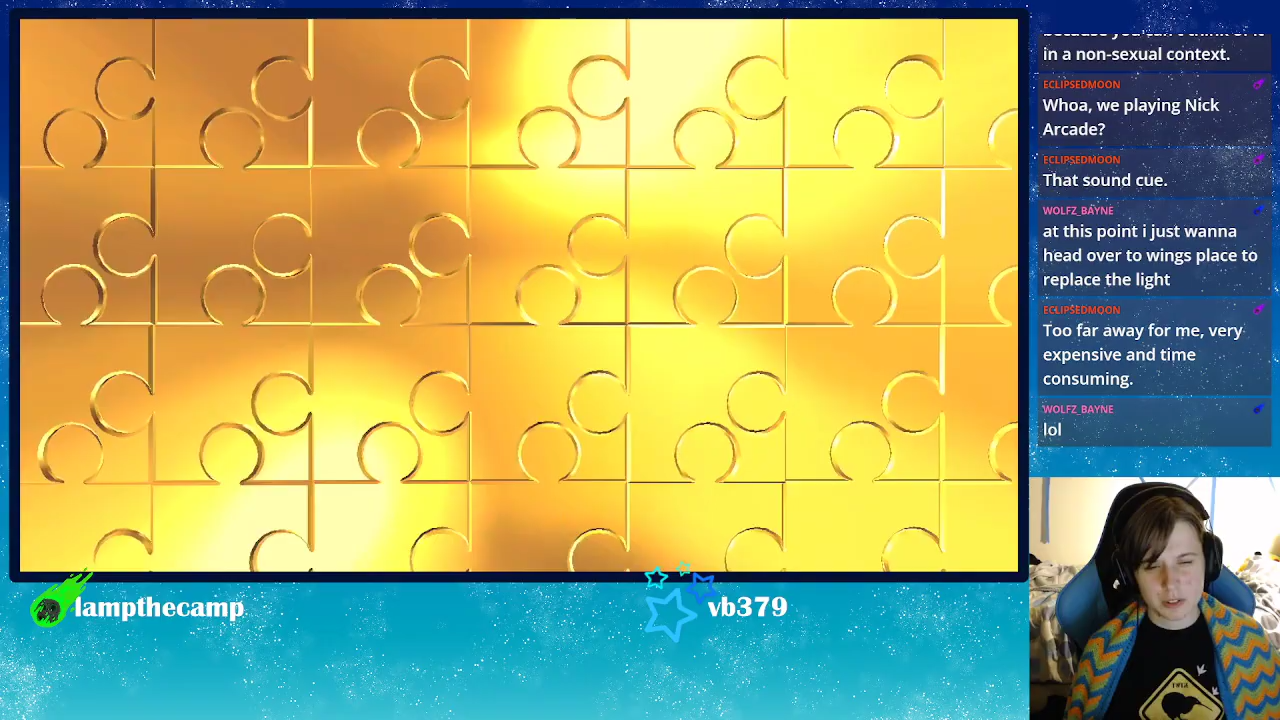 in a non-sexual context.
ECLIPSEDMOON
Whoa, we playing Nick
Arcade?
ECLIPSEDMOON
That sound cue.
WOLFZ_BAYNE
at this point i just wanna
head over to wings place to
replace the light
ECLIPSEDMOON
Too far away for me, very
expensive and time
consuming.
WOLFZ_BAYNE
lol
lampthecamp
vb379